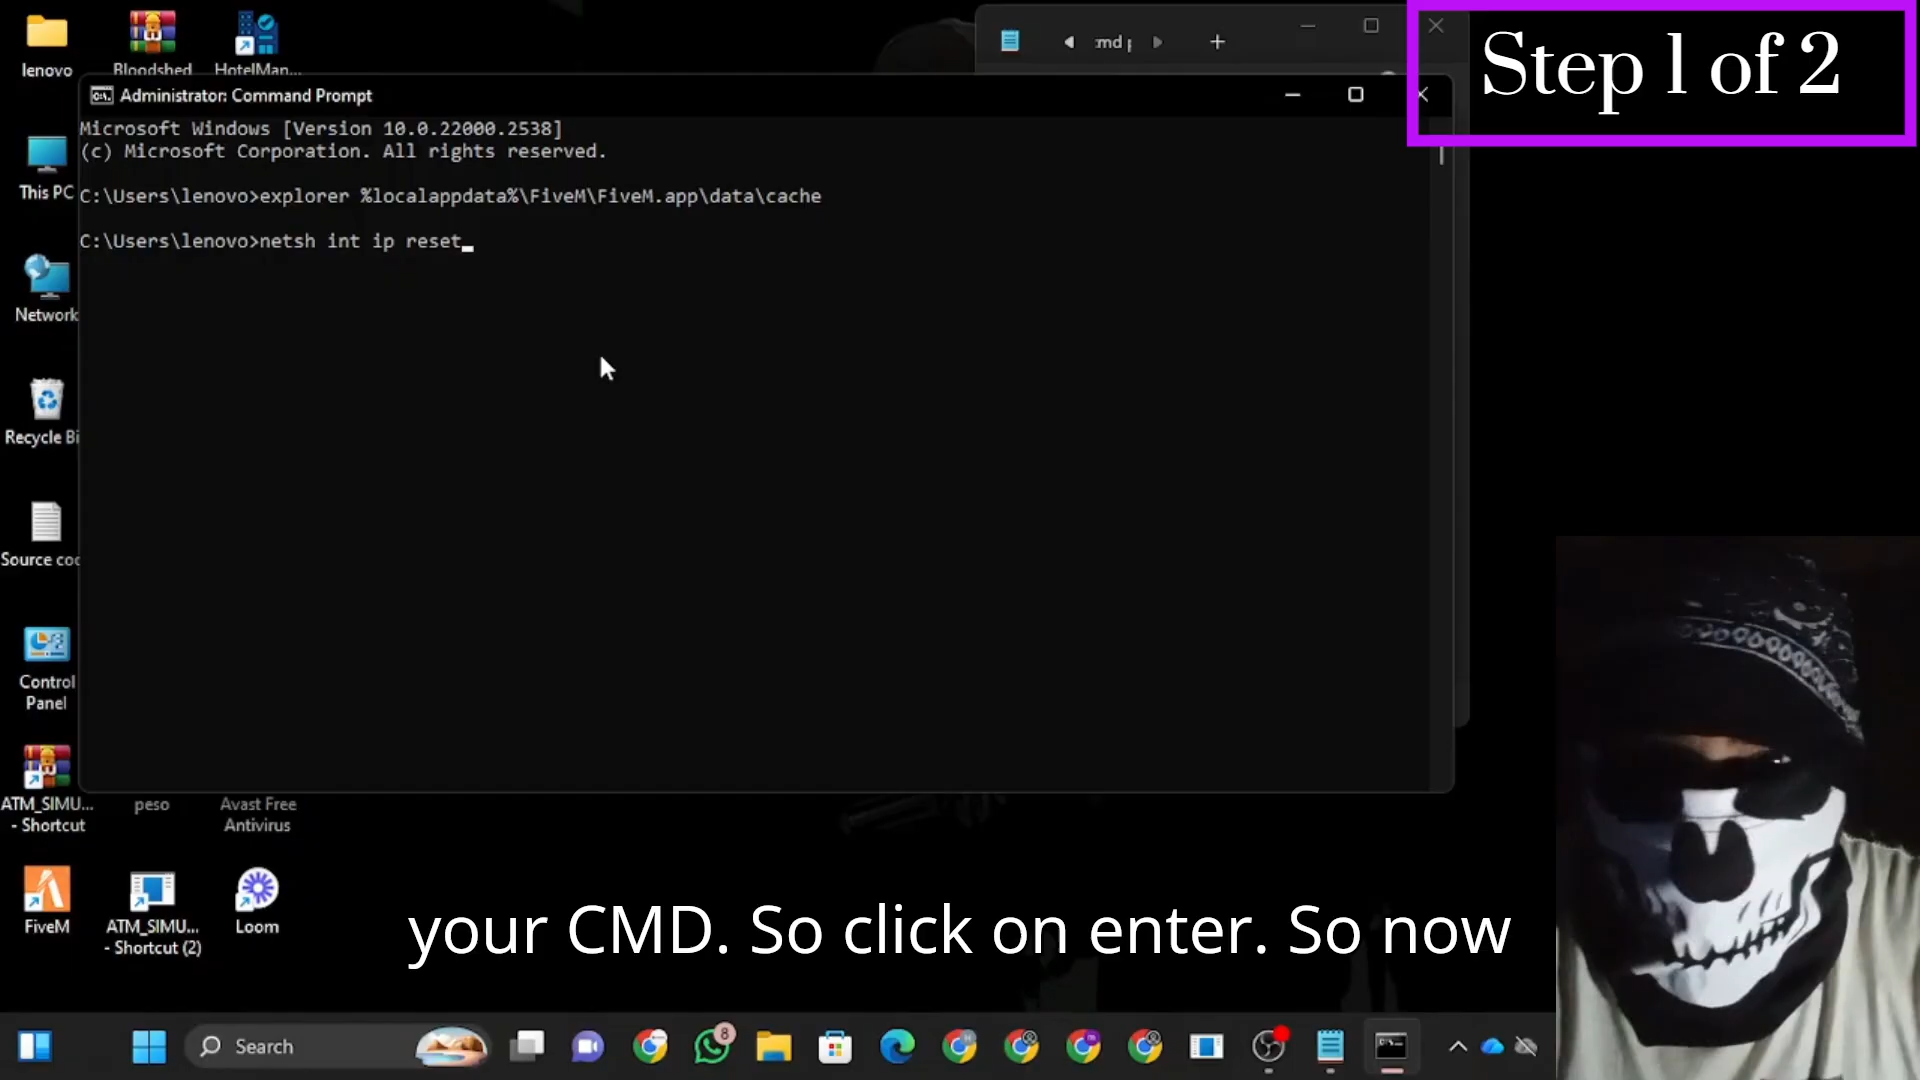 lenovo
Bloodshed
HotelMan...
Step 1 of 2
Administrator: Command Prompt
Microsoft Windows [Version 10.0.22000.2538]
(c) Microsoft Corporation. All rights reserved.
C:\Users\lenovo>explorer %localappdata%\FiveM\FiveM.app\data\cache
C:\Users\lenovo>netsh int ip reset
This PC
Network
Recycle Bi
Source co
Control
Panel
ATM_SIMU...
- Shortcut
peso
Avast Free
Antivirus
FiveM
ATM_SIMU...
- Shortcut (2)
Loom
your CMD. So click on enter. So now
Search
8